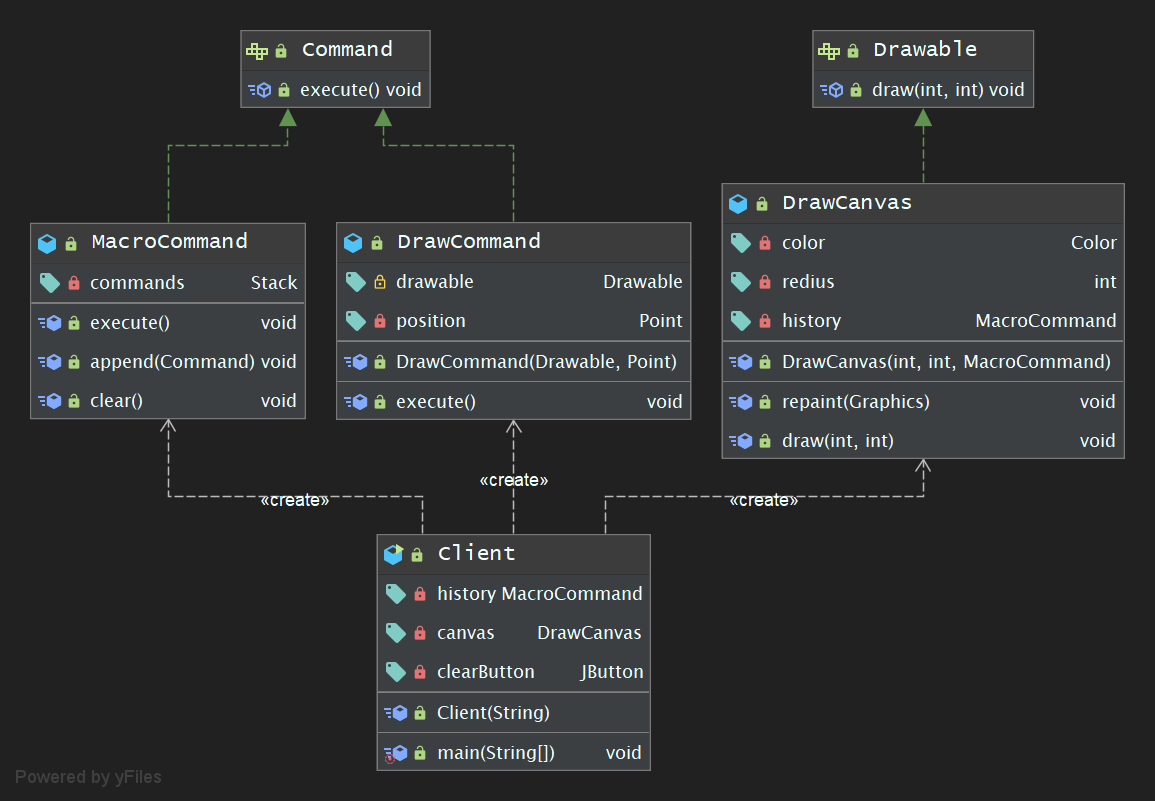 Command
execute() void
Drawable
draw(int, int) void
MacroCommand
commands Stack
execute() void
append(Command) void
clear() void
DrawCommand
drawable Drawable
position Point
DrawCommand(Drawable, Point)
execute() void
DrawCanvas
color Color
redius int
history MacroCommand
DrawCanvas(int, int, MacroCommand)
repaint(Graphics) void
draw(int, int) void
«create»
«create»
«create»
Client
history MacroCommand
canvas DrawCanvas
clearButton JButton
Client(String)
main(String[]) void
Powered by yFiles